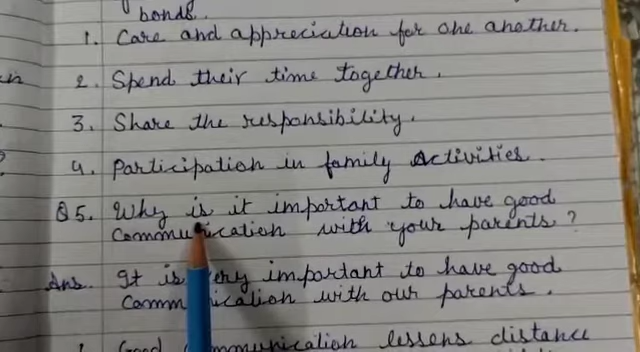 bonds.
1. Care and appreciation for one another.
2. Spend their time together.
3. Share the responsibility.
4. Participation in family Activities.
Q5. Why is it important to have good
communication with your parents?
Ans. It is very important to have good
communication with our parents.
1. Good communication lessens distance